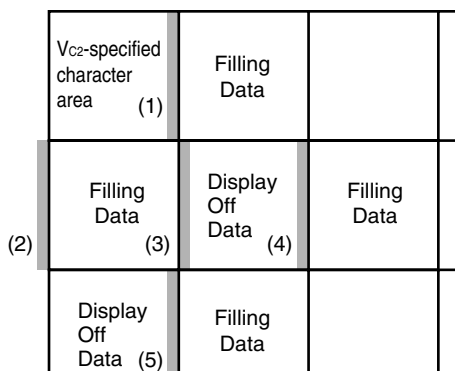 VC2-specified
character
area (1)
Filling
Data
(2)
Filling
Data
(3)
Display
Off
Data (4)
Filling
Data
Display
Off
Data (5)
Filling
Data